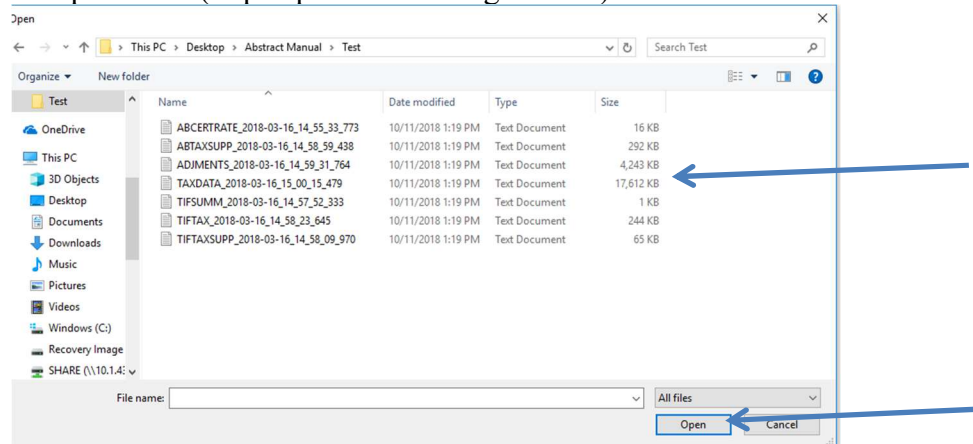 Open
This PC > Desktop > Abstract Manual > Test
Search Test
Organize
New folder
Test
OneDrive
This PC
3D Objects
Desktop
Documents
Downloads
Music
Pictures
Videos
Windows (C:)
Recovery Image
SHARE (\\10.1.4
Name Date modified Type Size
ABCERTRATE_2018-03-16_14_55_33_773 10/11/2018 1:19 PM Text Document 16 KB
ABTAXSUPP_2018-03-16_14_58_59_438 10/11/2018 1:19 PM Text Document 292 KB
ADJMENTS_2018-03-16_14_59_31_764 10/11/2018 1:19 PM Text Document 4,243 KB
TAXDATA_2018-03-16_15_00_15_479 10/11/2018 1:19 PM Text Document 17,612 KB
TIFSUMM_2018-03-16_14_57_52_333 10/11/2018 1:19 PM Text Document 1 KB
TIFTAX_2018-03-16_14_58_23_645 10/11/2018 1:19 PM Text Document 244 KB
TIFTAXSUPP_2018-03-16_14_58_09_970 10/11/2018 1:19 PM Text Document 65 KB
File name:
All files
Open Cancel